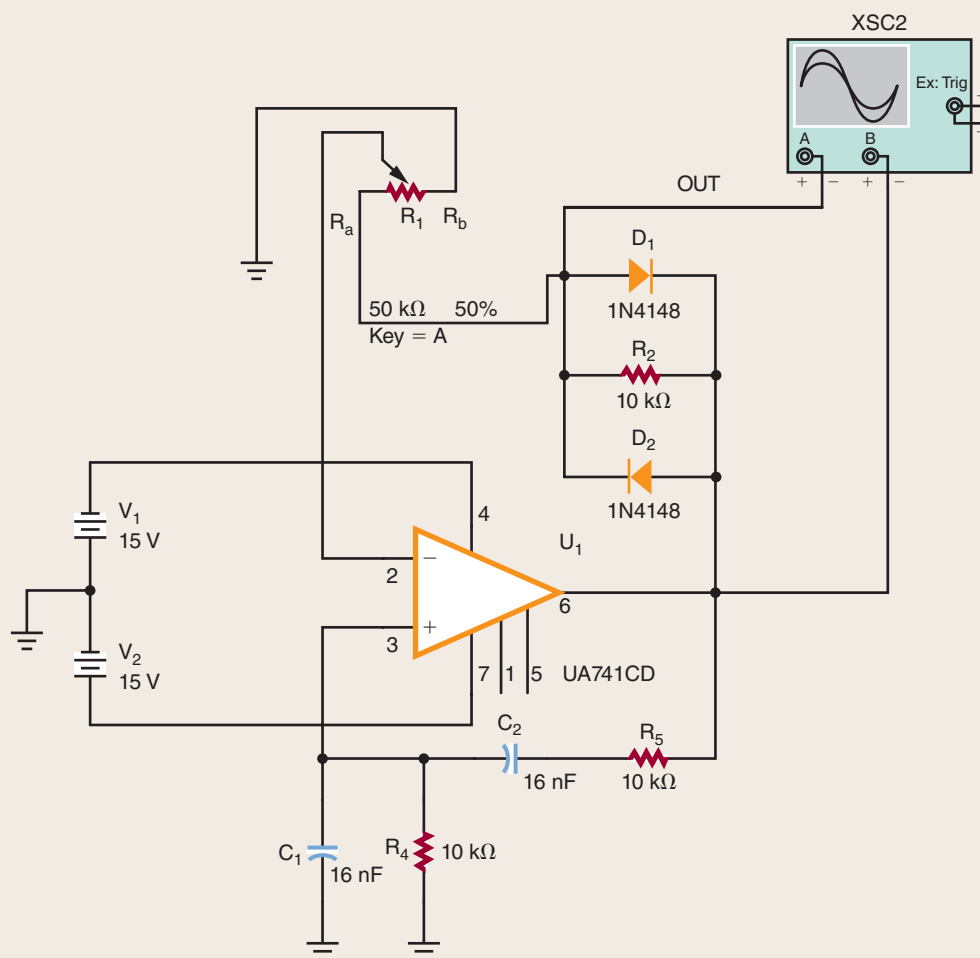 XSC2
Ex: Trig
A
B
+
−
+
−
OUT
Rₐ
R₁
R_b
50 kΩ
50%
Key = A
D₁
1N4148
R₂
10 kΩ
D₂
1N4148
V₁
15 V
4
U₁
2
−
6
3
+
V₂
15 V
7
1
5
UA741CD
C₂
16 nF
R₅
10 kΩ
C₁
16 nF
R₄
10 kΩ